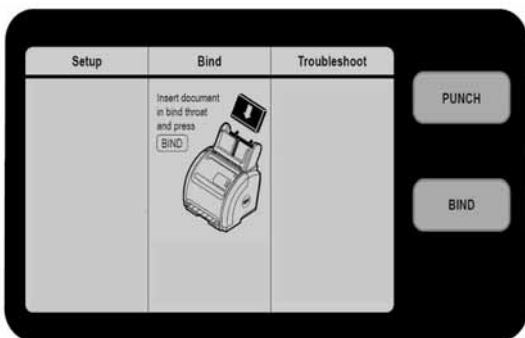 Setup
Bind
Troubleshoot
Insert document
in bind throat
and press
BIND
PUNCH
BIND